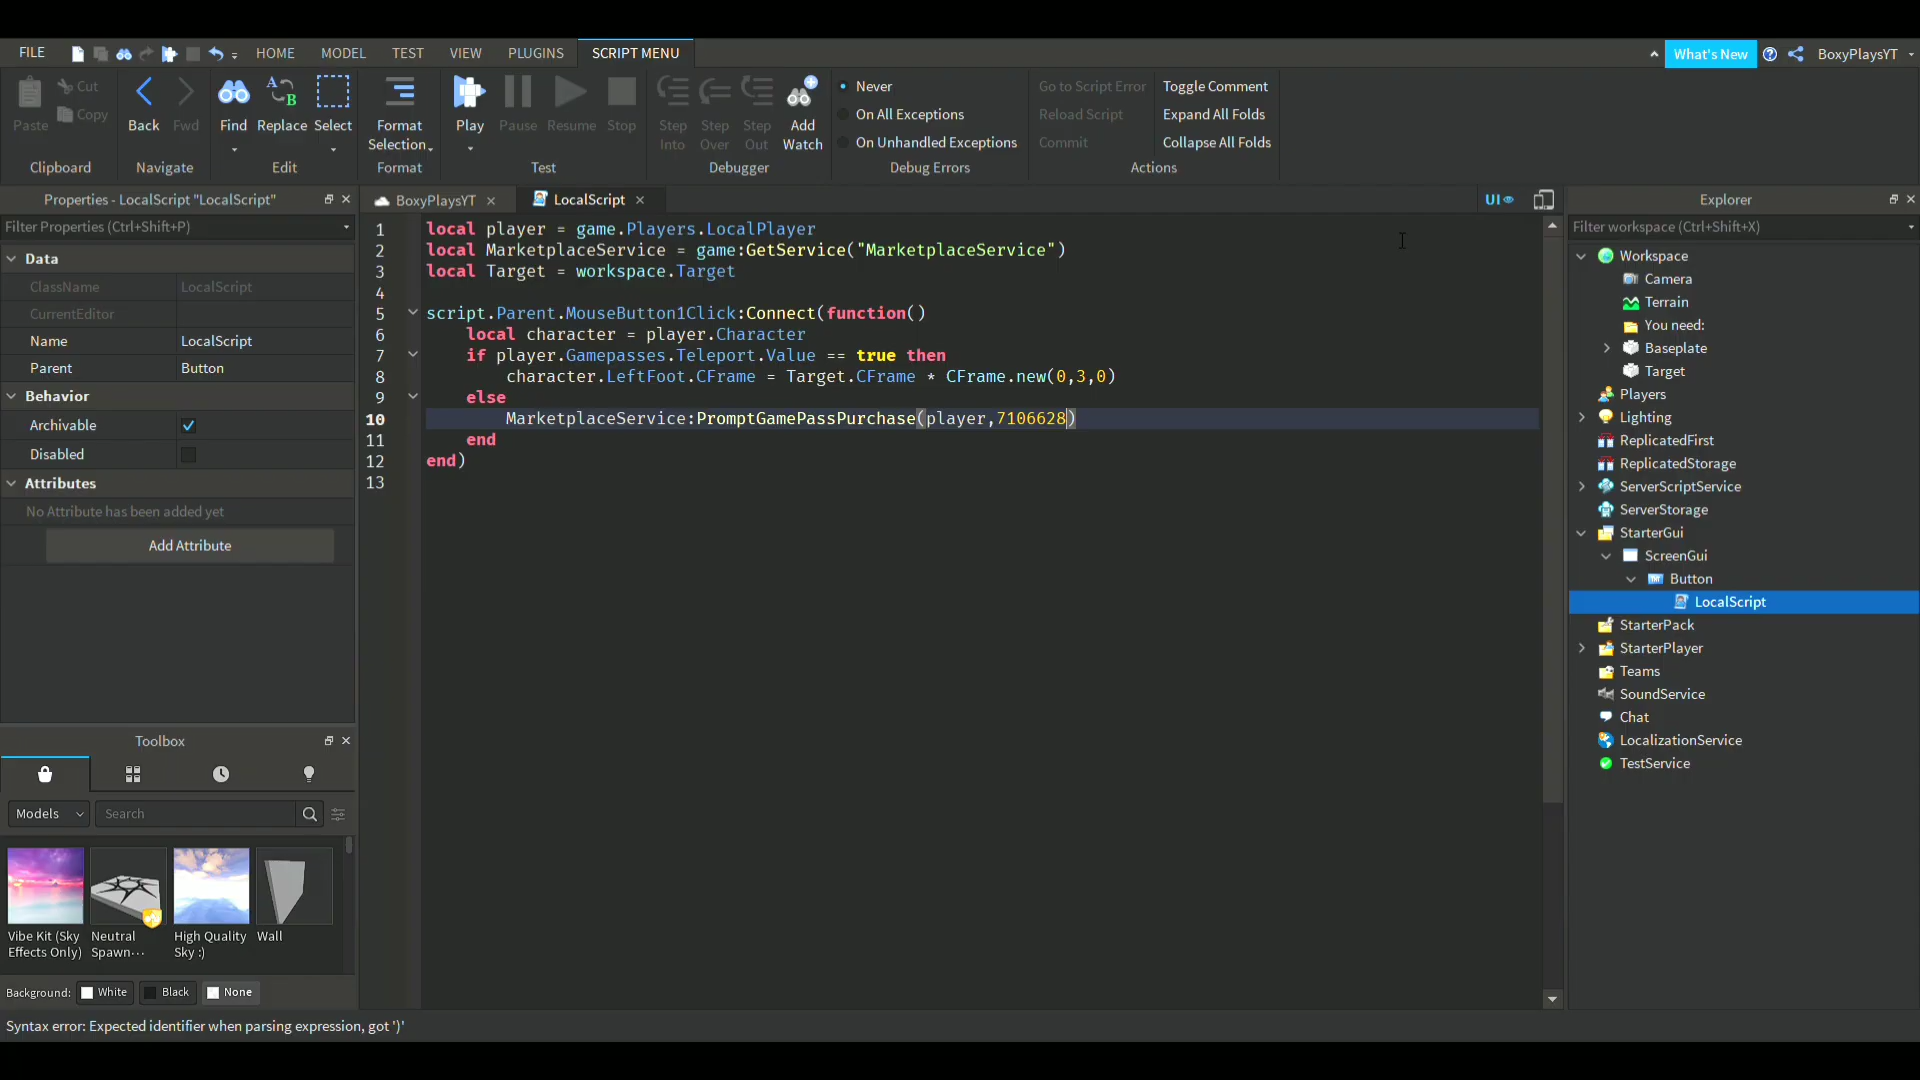 FILE HOME MODEL TEST VIEW PLUGINS SCRIPT MENU What's New BoxyPlaysYT
Paste Cut Copy
Clipboard
Back Fwd
Navigate
Find Replace Select
Edit
Format
Selection
Format
Play Pause Resume Stop
Test
Step Into Step Over Step Out Add Watch
Debugger
Never
On All Exceptions
On Unhandled Exceptions
Debug Errors
Go to Script Error Toggle Comment
Reload Script Expand All Folds
Commit Collapse All Folds
Actions
Properties - LocalScript "LocalScript"
Filter Properties (Ctrl+Shift+P)
Data
ClassName LocalScript
CurrentEditor
Name LocalScript
Parent Button
Behavior
Archivable
Disabled
Attributes
No Attribute has been added yet
Add Attribute
Toolbox
Models Search
Vibe Kit (Sky
Effects Only)
Neutral
Spawn...
High Quality
Sky :)
Wall
Background: White Black None
Syntax error: Expected identifier when parsing expression, got ')'
BoxyPlaysYT LocalScript UI
1 local player = game.Players.LocalPlayer
2 local MarketplaceService = game:GetService("MarketplaceService")
3 local Target = workspace.Target
4
5 script.Parent.MouseButton1Click:Connect(function()
6 local character = player.Character
7 if player.Gamepasses.Teleport.Value == true then
8 character.LeftFoot.CFrame = Target.CFrame * CFrame.new(0,3,0)
9 else
10 MarketplaceService:PromptGamePassPurchase(player,7106628)
11 end
12 end)
13
Explorer
Filter workspace (Ctrl+Shift+X)
Workspace
Camera
Terrain
You need:
Baseplate
Target
Players
Lighting
ReplicatedFirst
ReplicatedStorage
ServerScriptService
ServerStorage
StarterGui
ScreenGui
Button
LocalScript
StarterPack
StarterPlayer
Teams
SoundService
Chat
LocalizationService
TestService